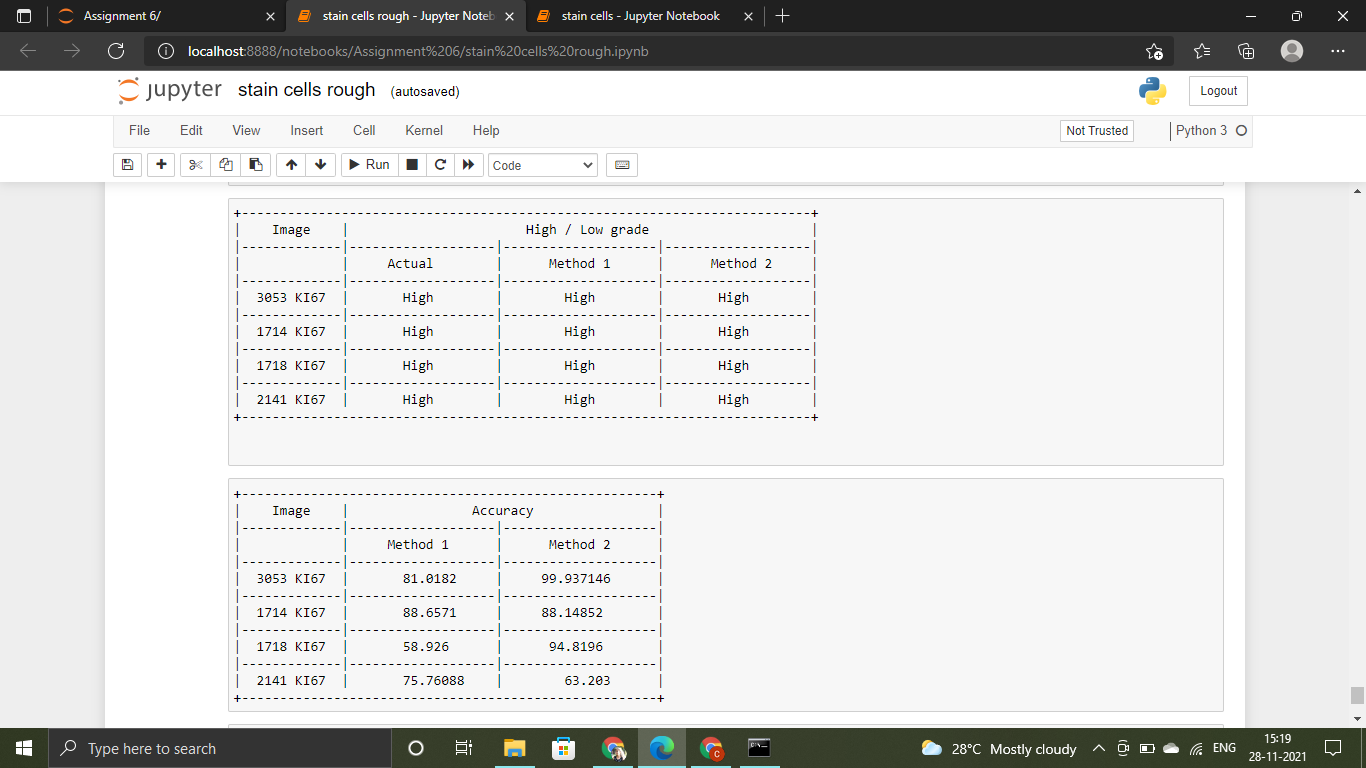 Assignment 6/
stain cells rough - Jupyter Noteb
stain cells - Jupyter Notebook
localhost:8888/notebooks/Assignment%206/stain%20cells%20rough.ipynb
jupyter stain cells rough (autosaved)
Logout
File Edit View Insert Cell Kernel Help
Not Trusted
Python 3
Run
Code
Image | High / Low grade
Actual | Method 1 | Method 2
3053 KI67 | High | High | High
1714 KI67 | High | High | High
1718 KI67 | High | High | High
2141 KI67 | High | High | High
Image | Accuracy
Method 1 | Method 2
3053 KI67 | 81.0182 | 99.937146
1714 KI67 | 88.6571 | 88.14852
1718 KI67 | 58.926 | 94.8196
2141 KI67 | 75.76088 | 63.203
Type here to search
28°C Mostly cloudy
ENG
15:19
28-11-2021